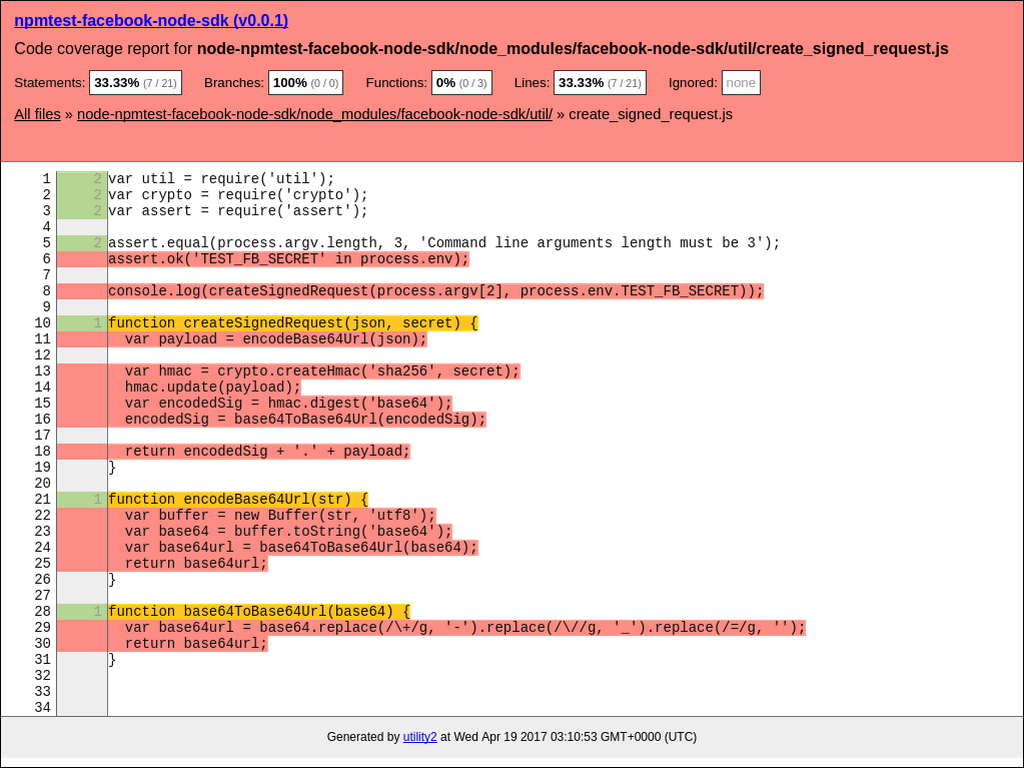 npmtest-facebook-node-sdk (v0.0.1)
Code coverage report for node-npmtest-facebook-node-sdk/node_modules/facebook-node-sdk/util/create_signed_request.js
Statements: 33.33% (7 / 21) Branches: 100% (0 / 0) Functions: 0% (0 / 3) Lines: 33.33% (7 / 21) Ignored: none
All files » node-npmtest-facebook-node-sdk/node_modules/facebook-node-sdk/util/ » create_signed_request.js
1 2 var util = require('util');
2 2 var crypto = require('crypto');
3 2 var assert = require('assert');
4
5 2 assert.equal(process.argv.length, 3, 'Command line arguments length must be 3');
6 assert.ok('TEST_FB_SECRET' in process.env);
7
8 console.log(createSignedRequest(process.argv[2], process.env.TEST_FB_SECRET));
9
10 1 function createSignedRequest(json, secret) {
11   var payload = encodeBase64Url(json);
12
13   var hmac = crypto.createHmac('sha256', secret);
14   hmac.update(payload);
15   var encodedSig = hmac.digest('base64');
16   encodedSig = base64ToBase64Url(encodedSig);
17
18   return encodedSig + '.' + payload;
19 }
20
21 1 function encodeBase64Url(str) {
22   var buffer = new Buffer(str, 'utf8');
23   var base64 = buffer.toString('base64');
24   var base64url = base64ToBase64Url(base64);
25   return base64url;
26 }
27
28 1 function base64ToBase64Url(base64) {
29   var base64url = base64.replace(/\+/g, '-').replace(/\//g, '_').replace(/=/g, '');
30   return base64url;
31 }
32
33
34
Generated by utility2 at Wed Apr 19 2017 03:10:53 GMT+0000 (UTC)